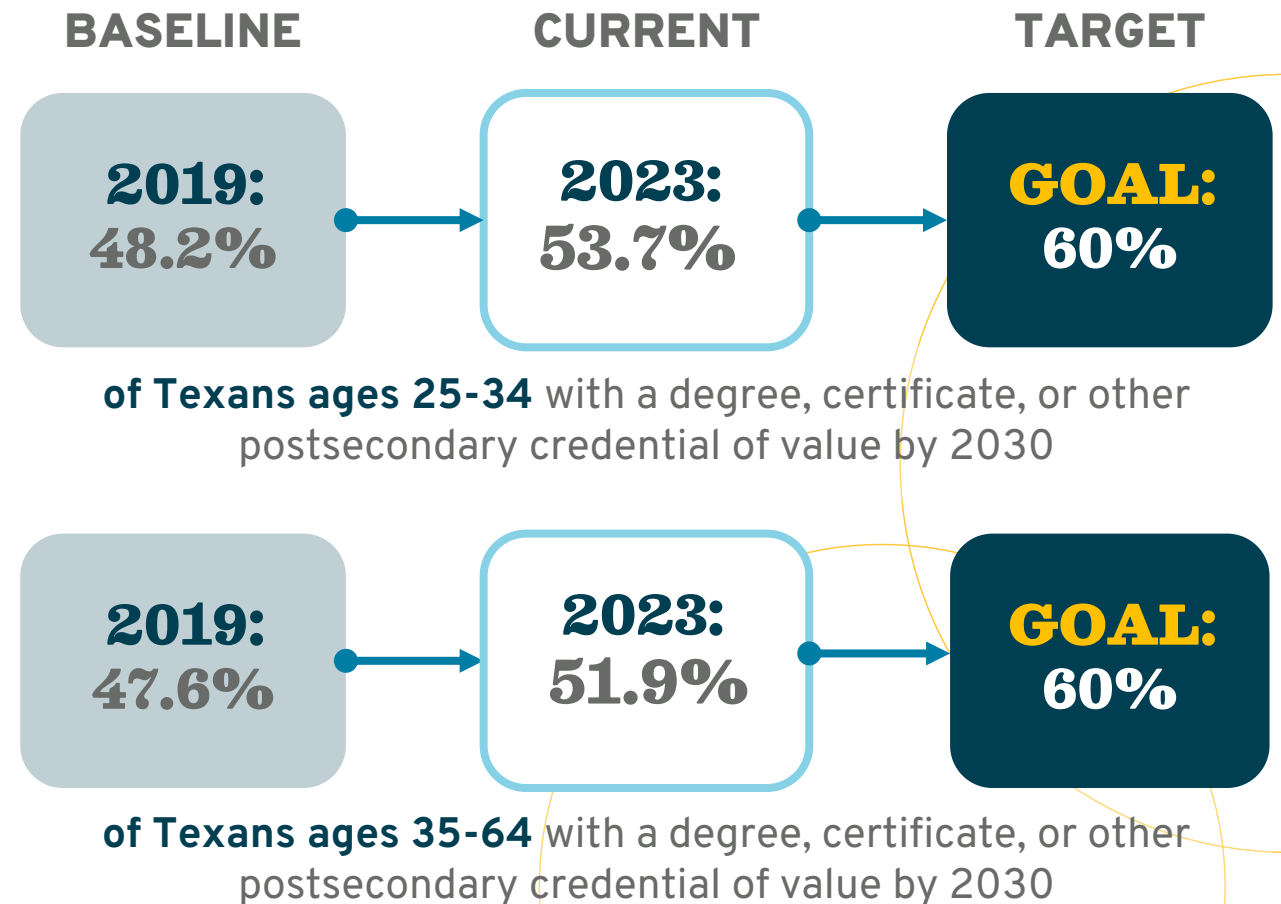 BASELINE CURRENT TARGET
2019: 2023: GOAL:
48.2% 53.7% 60%
of Texans ages 25-34 with a degree, certificate, or other
postsecondary credential of value by 2030
2019: 2023: GOAL:
47.6% 51.9% 60%
of Texans ages 35-64 with a degree, certificate, or other
postsecondary credential of value by 2030